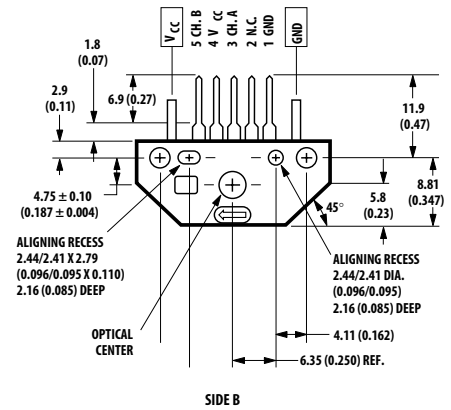 VCC
5 CH. B
4 V CC
3 CH. A
2 N.C.
1 GND
GND
1.8
(0.07)
2.9
(0.11)
6.9 (0.27)
11.9
(0.47)
4.75 ± 0.10
(0.187 ± 0.004)
5.8
(0.23)
8.81
(0.347)
45°
ALIGNING RECESS
2.44/2.41 X 2.79
(0.096/0.095 X 0.110)
2.16 (0.085) DEEP
ALIGNING RECESS
2.44/2.41 DIA.
(0.096/0.095)
2.16 (0.085) DEEP
OPTICAL
CENTER
4.11 (0.162)
6.35 (0.250) REF.
SIDE B